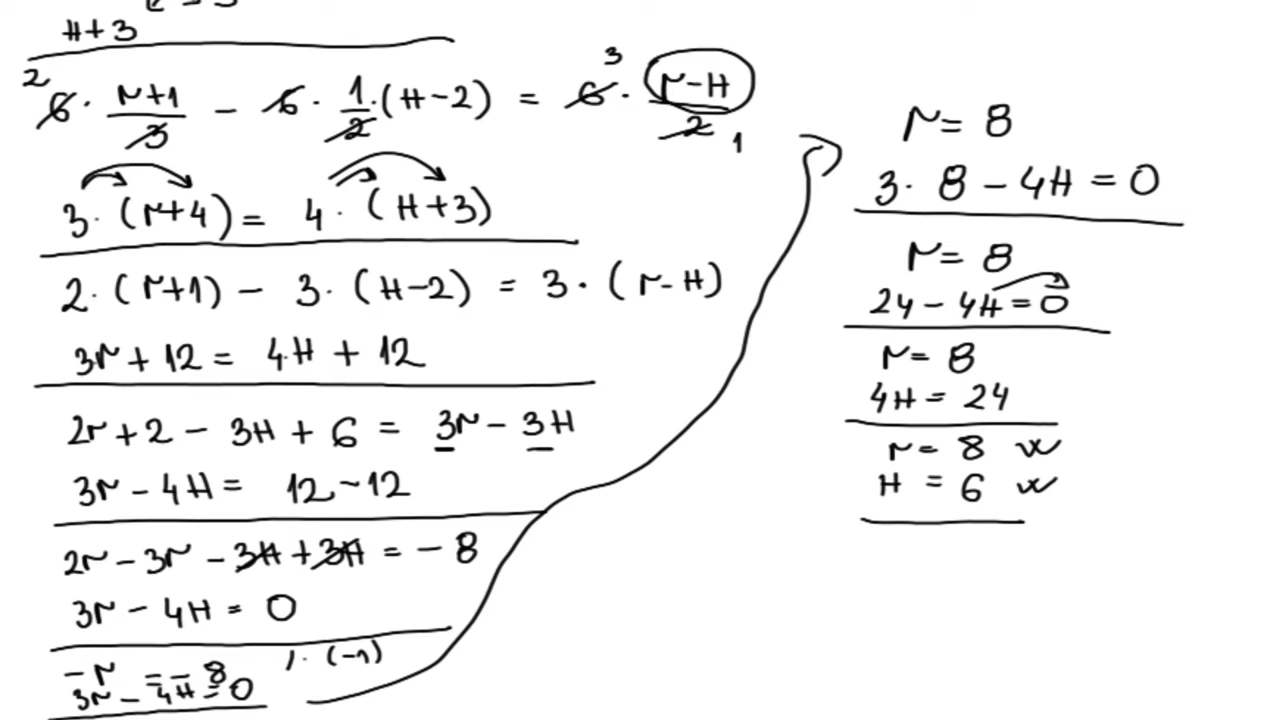 H+3
2 6 · r+1/3 - 6 · 1/2 · (H-2) = 6 3 · r-H/2 1
3 · (r+4) = 4 · (H+3)
2 · (r+1) - 3 · (H-2) = 3 · (r-H)
3r + 12 = 4·H + 12
2r + 2 - 3H + 6 = 3r - 3H
3r - 4H = 12 - 12
2r - 3r - 3H + 3H = - 8
3r - 4H = 0
- r = - 8 / · (-1)
3r - 4H = 0
r = 8
3 · 8 - 4H = 0
r = 8
24 - 4H = 0
r = 8
4H = 24
r = 8
H = 6